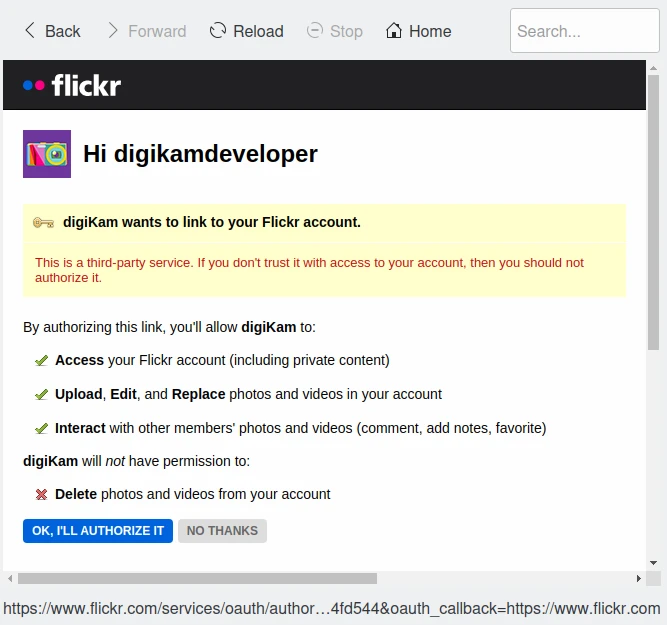 Back Forward Reload Stop Home Search...
flickr
Hi digikamdeveloper
digiKam wants to link to your Flickr account.
This is a third-party service. If you don't trust it with access to your account, then you should not
authorize it.
By authorizing this link, you'll allow digiKam to:
Access your Flickr account (including private content)
Upload, Edit, and Replace photos and videos in your account
Interact with other members' photos and videos (comment, add notes, favorite)
digiKam will not have permission to:
Delete photos and videos from your account
OK, I'LL AUTHORIZE IT NO THANKS
https://www.flickr.com/services/oauth/author…4fd544&oauth_callback=https://www.flickr.com